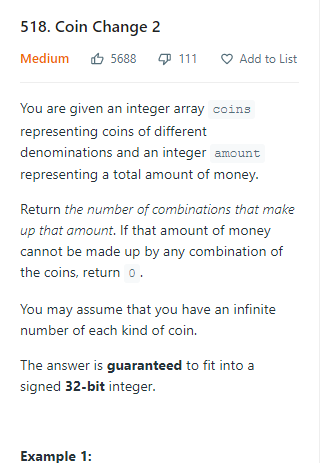 518. Coin Change 2
Medium 5688 111 Add to List
You are given an integer array coins
representing coins of different
denominations and an integer amount
representing a total amount of money.
Return the number of combinations that make
up that amount. If that amount of money
cannot be made up by any combination of
the coins, return 0.
You may assume that you have an infinite
number of each kind of coin.
The answer is guaranteed to fit into a
signed 32-bit integer.
Example 1: